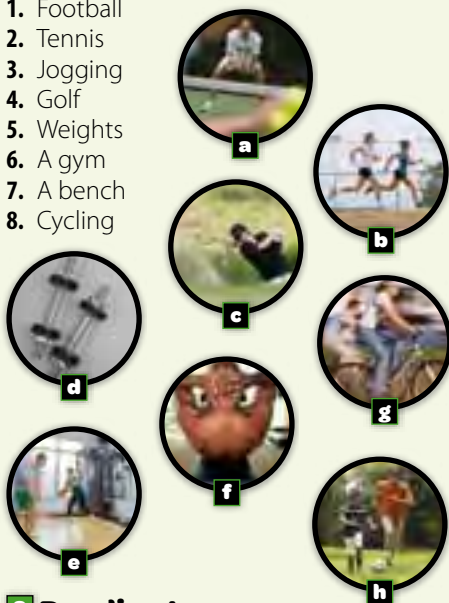 1. Football
2. Tennis
3. Jogging
4. Golf
5. Weights
6. A gym
7. A bench
8. Cycling
a
b
c
d
g
f
e
h